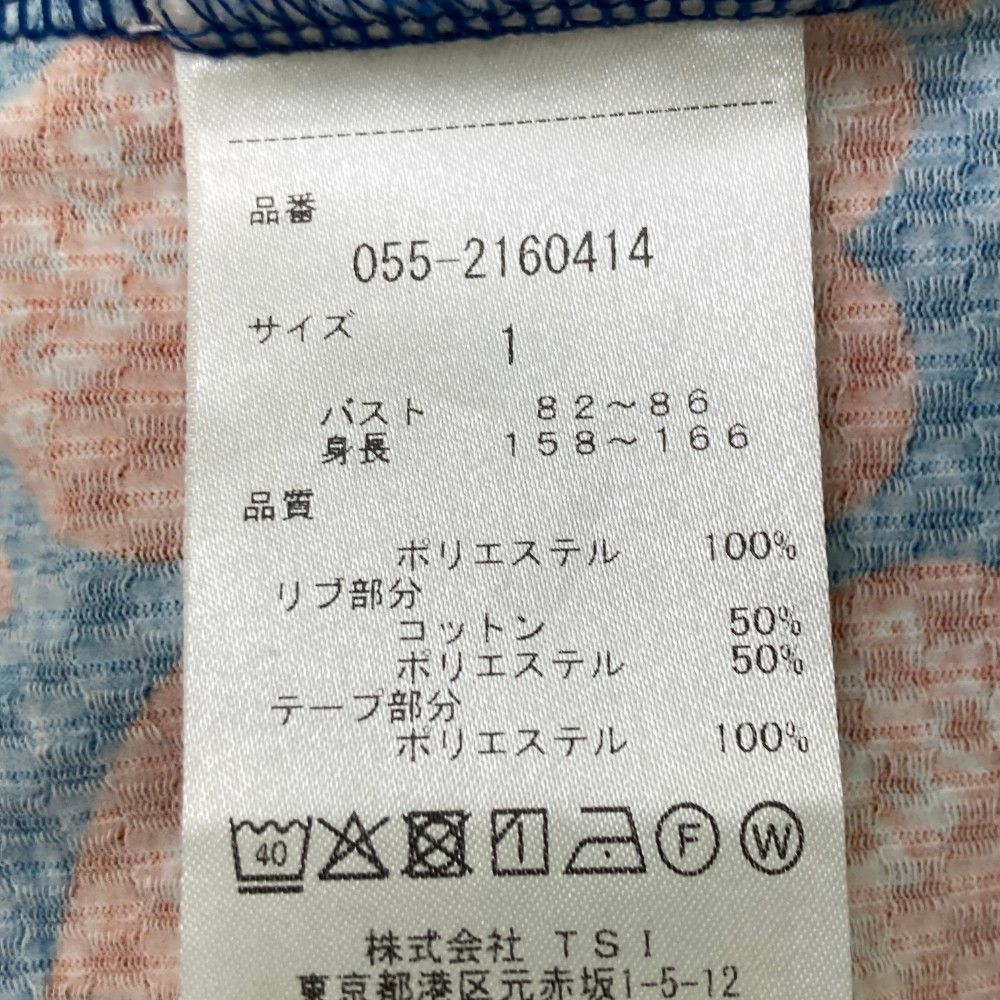 品番
055-2160414
サイズ 1
バスト 82～86
身長 158～166
品質
ポリエステル 100%
リブ部分
コットン 50%
ポリエステル 50%
テープ部分
ポリエステル 100%
40 F W
株式会社 TSI
東京都港区元赤坂1-5-12